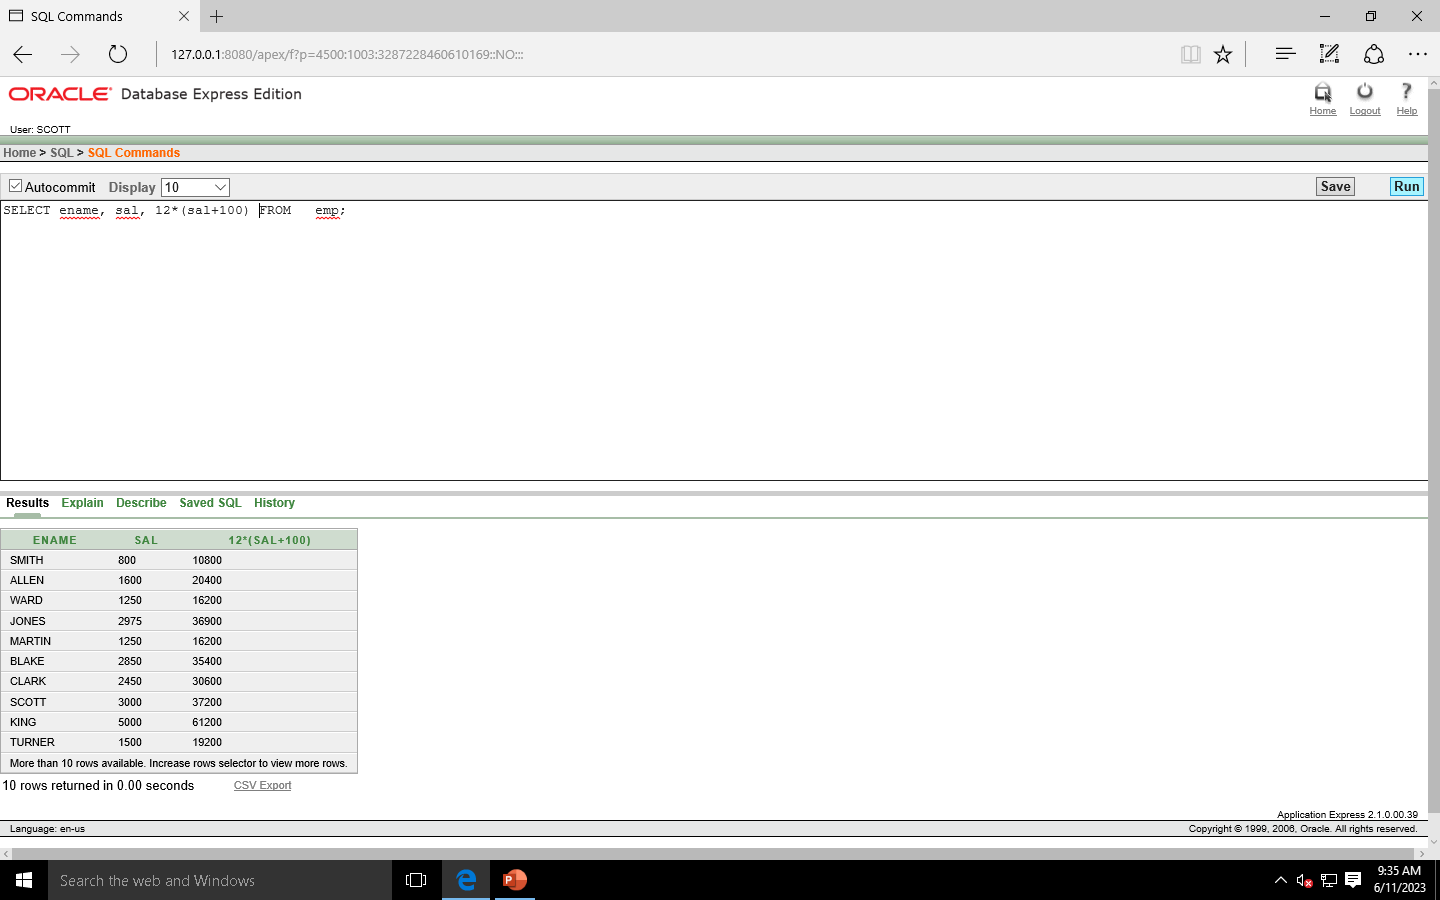 SQL Commands
127.0.0.1:8080/apex/f?p=4500:1003:3287228460610169::NO:::
ORACLE Database Express Edition
Home Logout Help
User: SCOTT
Home > SQL > SQL Commands
Autocommit Display 10 Save Run
SELECT ename, sal, 12*(sal+100) FROM emp;
Results Explain Describe Saved SQL History
ENAME SAL 12*(SAL+100)
SMITH 800 10800
ALLEN 1600 20400
WARD 1250 16200
JONES 2975 36900
MARTIN 1250 16200
BLAKE 2850 35400
CLARK 2450 30600
SCOTT 3000 37200
KING 5000 61200
TURNER 1500 19200
More than 10 rows available. Increase rows selector to view more rows.
10 rows returned in 0.00 seconds CSV Export
Application Express 2.1.0.00.39
Language: en-us Copyright © 1999, 2006, Oracle. All rights reserved.
Search the web and Windows
9:35 AM
6/11/2023